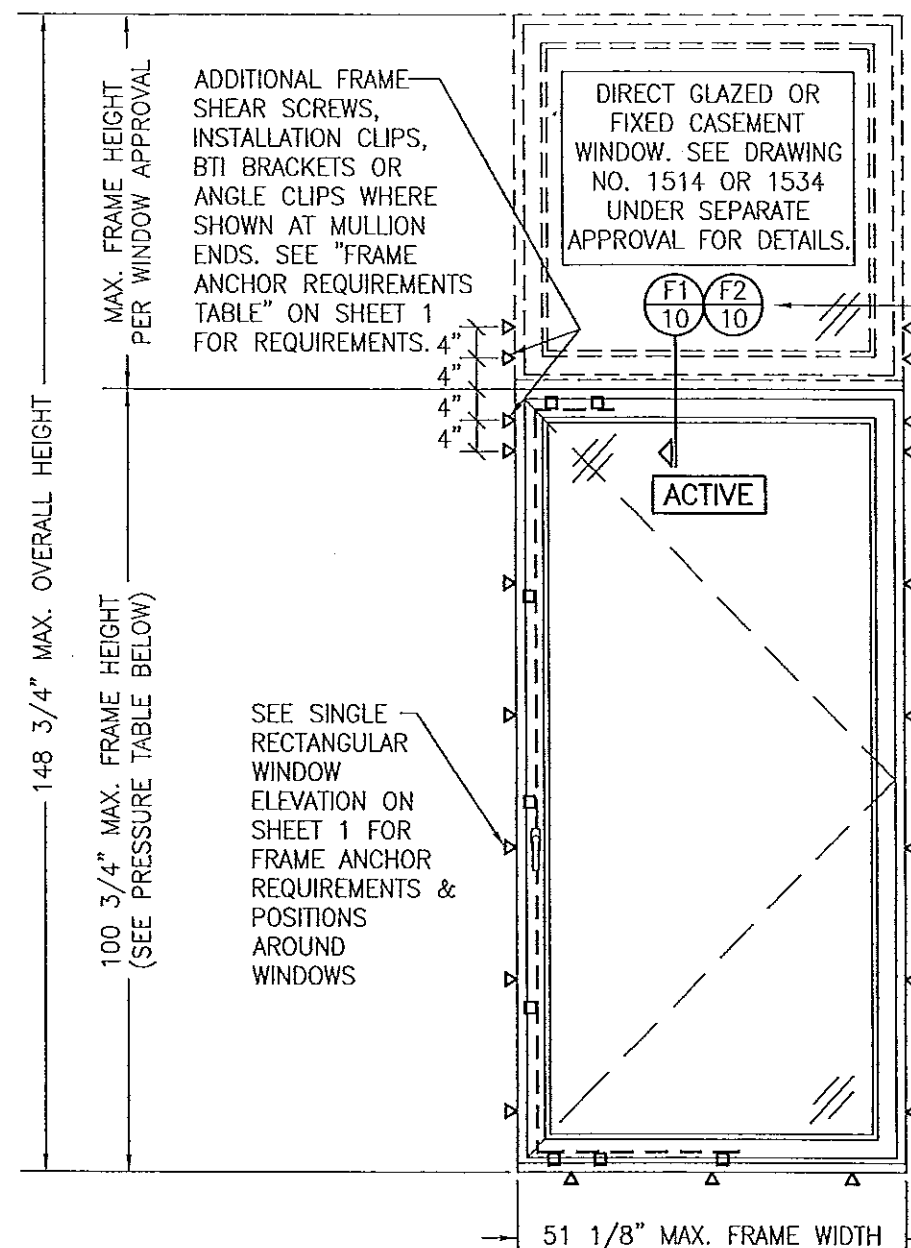 ADDITIONAL FRAME
SHEAR SCREWS,
INSTALLATION CLIPS,
BTI BRACKETS OR
ANGLE CLIPS WHERE
SHOWN AT MULLION
ENDS. SEE "FRAME
ANCHOR REQUIREMENTS
TABLE" ON SHEET 1
FOR REQUIREMENTS.
DIRECT GLAZED OR
FIXED CASEMENT
WINDOW. SEE DRAWING
NO. 1514 OR 1534
UNDER SEPARATE
APPROVAL FOR DETAILS.
MAX. FRAME HEIGHT
PER WINDOW APPROVAL
F1
10
F2
10
4"
4"
4"
4"
ACTIVE
148 3/4" MAX. OVERALL HEIGHT
100 3/4" MAX. FRAME HEIGHT
(SEE PRESSURE TABLE BELOW)
SEE SINGLE
RECTANGULAR
WINDOW
ELEVATION ON
SHEET 1 FOR
FRAME ANCHOR
REQUIREMENTS &
POSITIONS
AROUND
WINDOWS
51 1/8" MAX. FRAME WIDTH